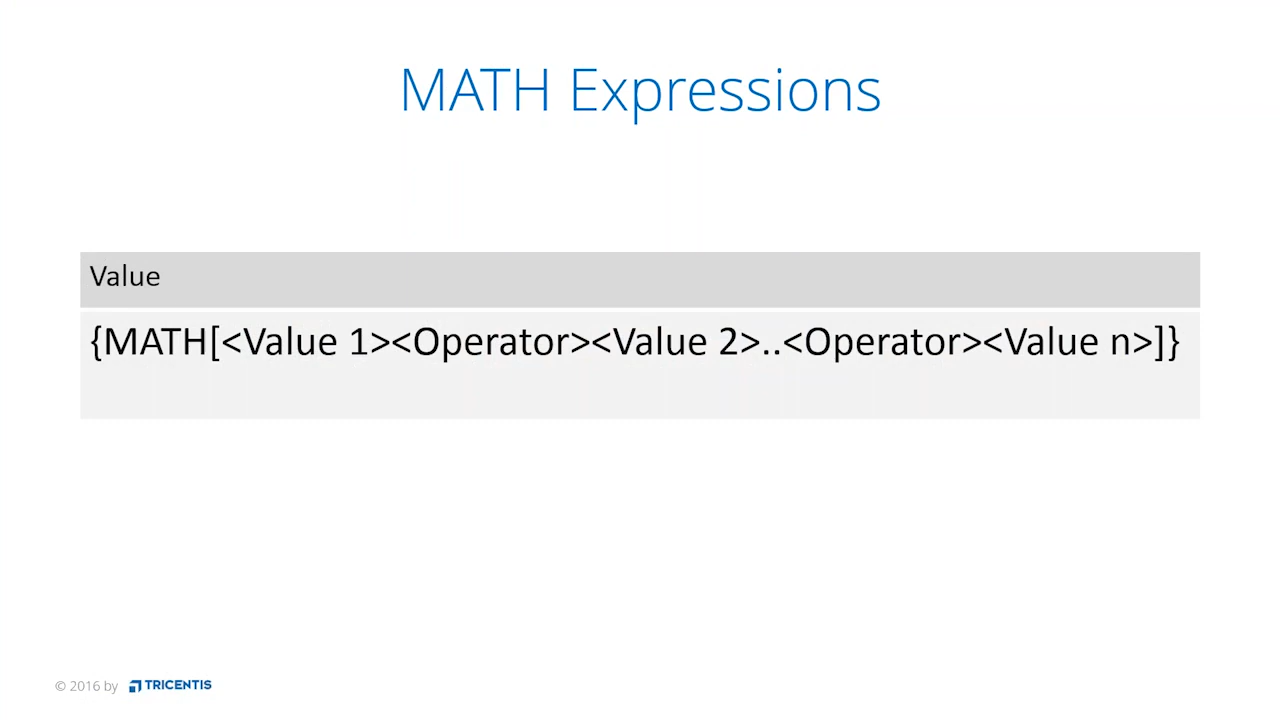 MATH Expressions
Value
{MATH[<Value 1><Operator><Value 2>..<Operator><Value n>]}
© 2016 by TRICENTIS